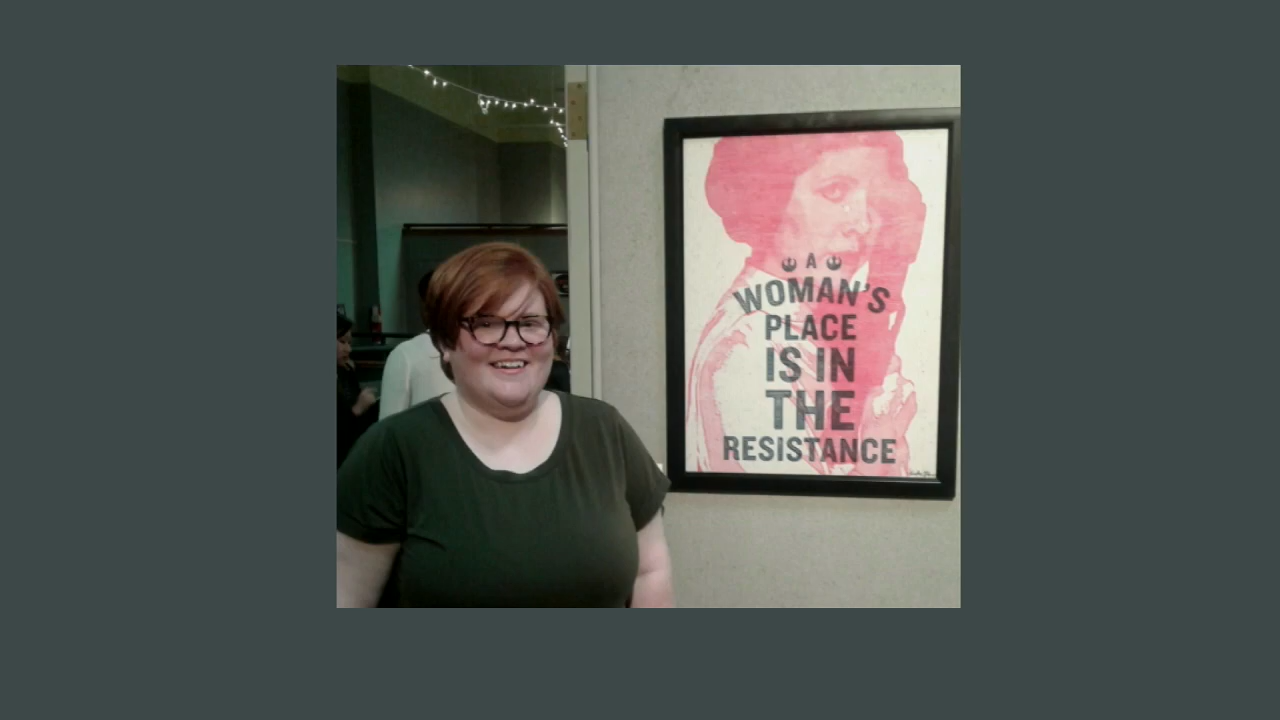 A
WOMAN'S
PLACE
IS IN
THE
RESISTANCE